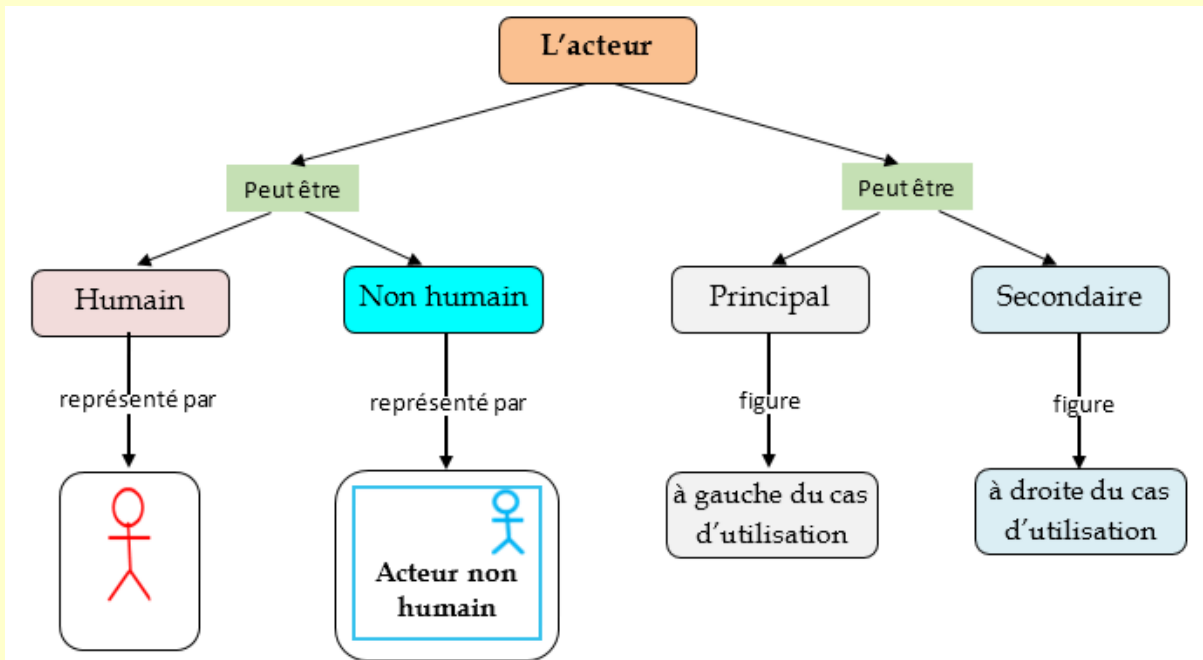 L’acteur
Peut être
Peut être
Humain
Non humain
Principal
Secondaire
représenté par
représenté par
figure
figure
Acteur non
humain
à gauche du cas
d’utilisation
à droite du cas
d’utilisation